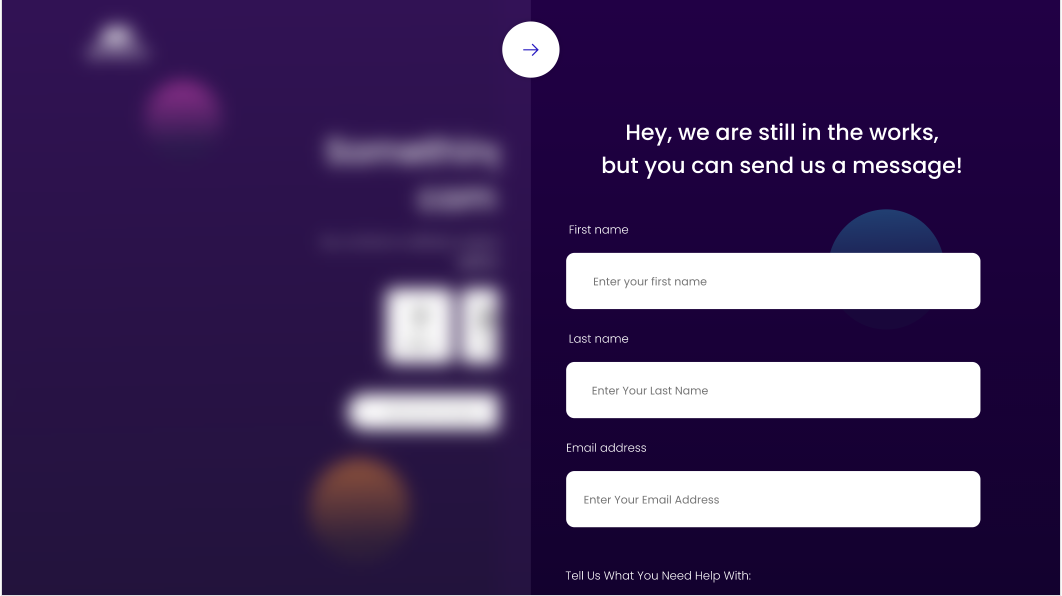 Hey, we are still in the works,
but you can send us a message!
First name
Enter your first name
Last name
Enter Your Last Name
Email address
Enter Your Email Address
Tell Us What You Need Help With: